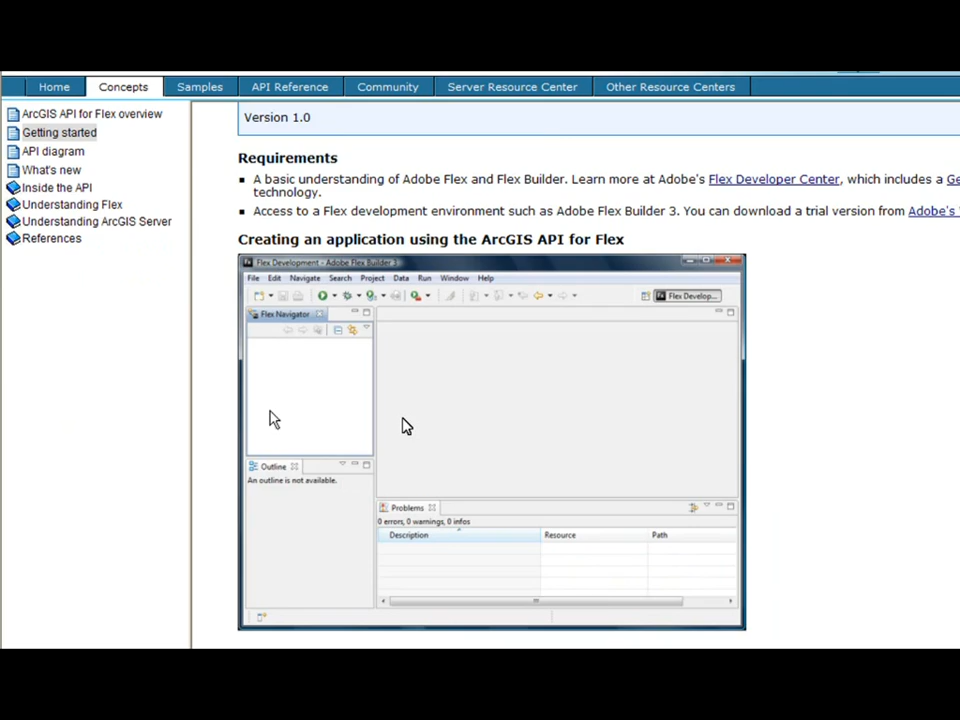 Home Concepts Samples API Reference Community Server Resource Center Other Resource Centers
ArcGIS API for Flex overview
Getting started
API diagram
What's new
Inside the API
Understanding Flex
Understanding ArcGIS Server
References
Version 1.0
Requirements
A basic understanding of Adobe Flex and Flex Builder. Learn more at Adobe's Flex Developer Center, which includes a
technology.
Access to a Flex development environment such as Adobe Flex Builder 3. You can download a trial version from Adobe's
Creating an application using the ArcGIS API for Flex
Flex Development - Adobe Flex Builder 3
File Edit Navigate Search Project Data Run Window Help
Flex Develop...
Flex Navigator
Outline
An outline is not available.
Problems
0 errors, 0 warnings, 0 infos
Description Resource Path